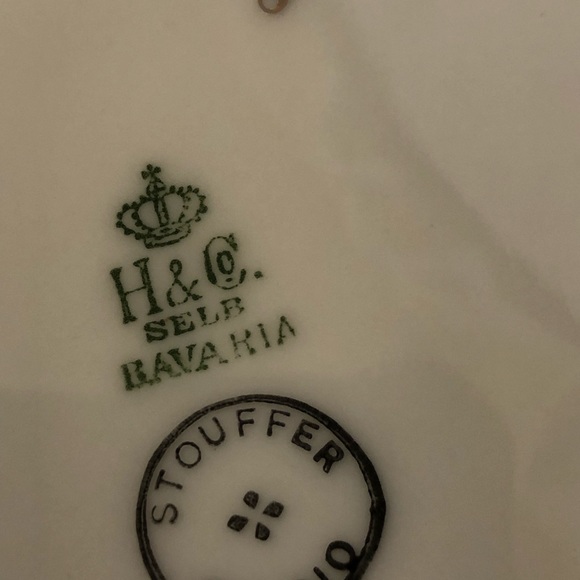 H & Co.
SELB
BAVARIA
STOUFFER